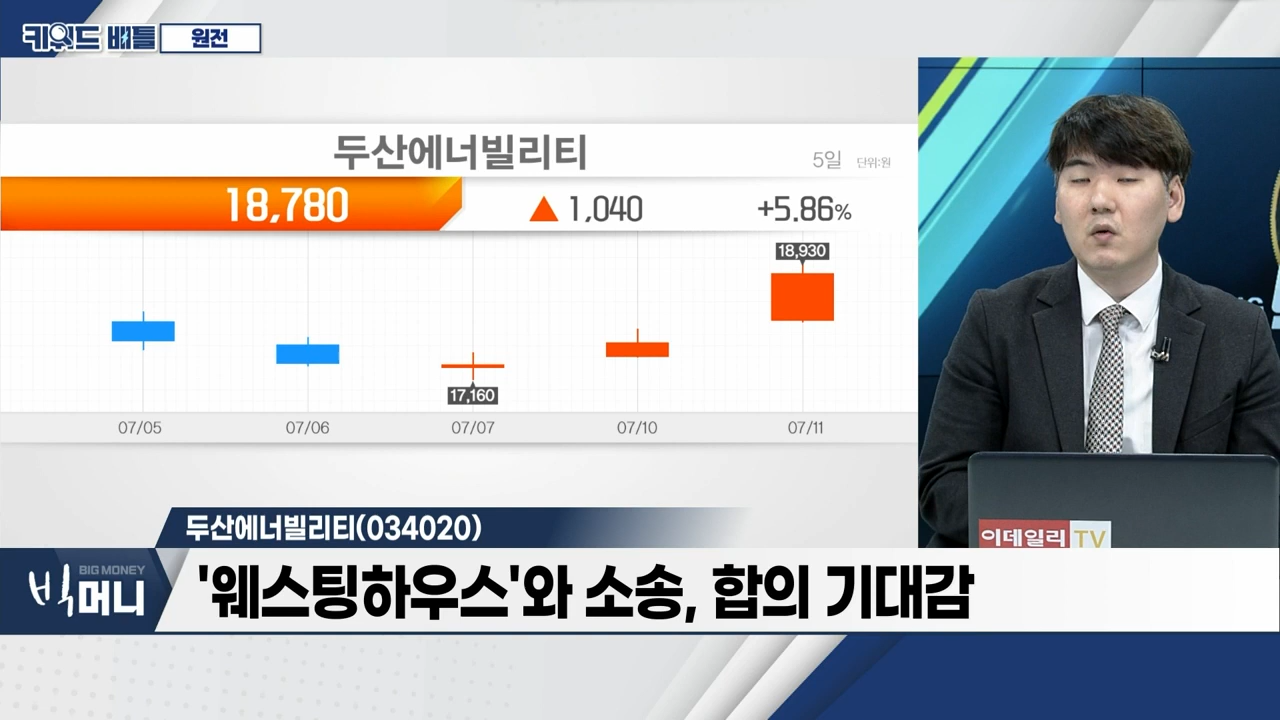 키워드 배틀 원전
두산에너빌리티
5일 단위:원
18,780 ▲ 1,040 +5.86%
18,930
17,160
07/05 07/06 07/07 07/10 07/11
두산에너빌리티(034020)
빅머니 BIG MONEY
'웨스팅하우스'와 소송, 합의 기대감
이데일리 TV